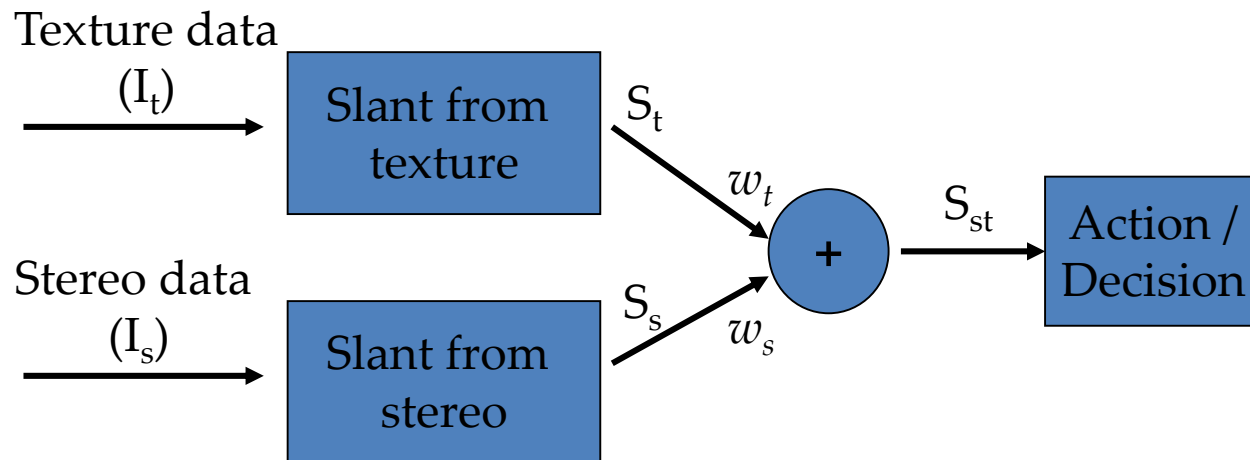 Texture data
(Iₜ)
Slant from
texture
Sₜ
wₜ
Stereo data
(Iₛ)
Slant from
stereo
Sₛ
wₛ
+
Sₛₜ
Action /
Decision